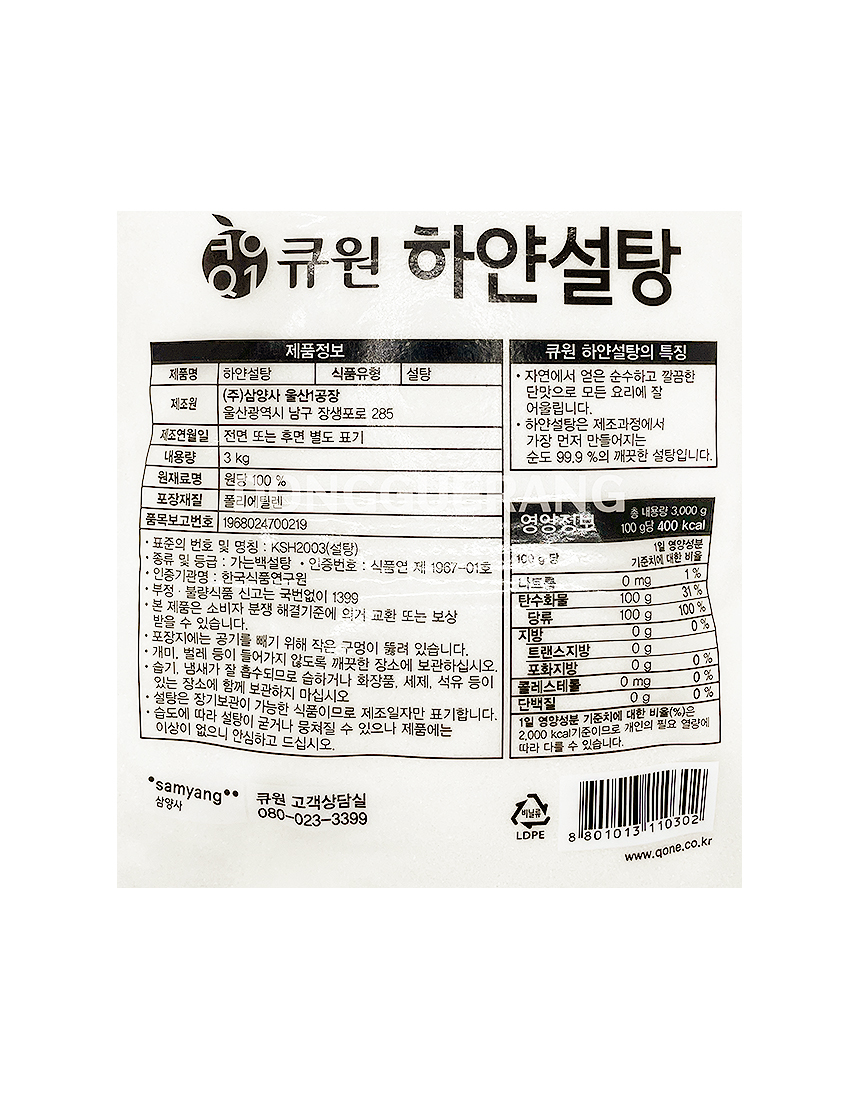 큐원
Q1
큐원 하얀설탕
제품정보
제품명 하얀설탕 식품유형 설탕
제조원 (주)삼양사 울산1공장
울산광역시 남구 장생포로 285
제조연월일 전면 또는 후면 별도 표기
내용량 3 kg
원재료명 원당 100 %
포장재질 폴리에틸렌
품목보고번호 1968024700219
· 표준의 번호 및 명칭 : KSH2003(설탕)
· 종류 및 등급 : 가는백설탕 · 인증번호 : 식품연 제 1967-01호
· 인증기관명 : 한국식품연구원
· 부정 · 불량식품 신고는 국번없이 1399
· 본 제품은 소비자 분쟁 해결기준에 의거 교환 또는 보상
받을 수 있습니다.
· 포장지에는 공기를 빼기 위해 작은 구멍이 뚫려 있습니다.
· 개미, 벌레 등이 들어가지 않도록 깨끗한 장소에 보관하십시오.
· 습기, 냄새가 잘 흡수되므로 습하거나 화장품, 세제, 석유 등이
있는 장소에 함께 보관하지 마십시오
· 설탕은 장기보관이 가능한 식품이므로 제조일자만 표기합니다.
· 습도에 따라 설탕이 굳거나 뭉쳐질 수 있으나 제품에는
이상이 없으니 안심하고 드십시오.
큐원 하얀설탕의 특징
· 자연에서 얻은 순수하고 깔끔한
단맛으로 모든 요리에 잘
어울립니다.
· 하얀설탕은 제조과정에서
가장 먼저 만들어지는
순도 99.9 %의 깨끗한 설탕입니다.
영양정보 총 내용량 3,000 g
100 g당 400 kcal
100 g 당 1일 영양성분
기준치에 대한 비율
나트륨 0 mg 1 %
탄수화물 100 g 31 %
당류 100 g 100 %
지방 0 g 0 %
트랜스지방 0 g
포화지방 0 g 0 %
콜레스테롤 0 mg 0 %
단백질 0 g 0 %
1일 영양성분 기준치에 대한 비율(%)은
2,000 kcal기준이므로 개인의 필요 열량에
따라 다를 수 있습니다.
samyang
삼양사
큐원 고객상담실
080-023-3399
비닐류
LDPE
8 801013 110302
www.qone.co.kr